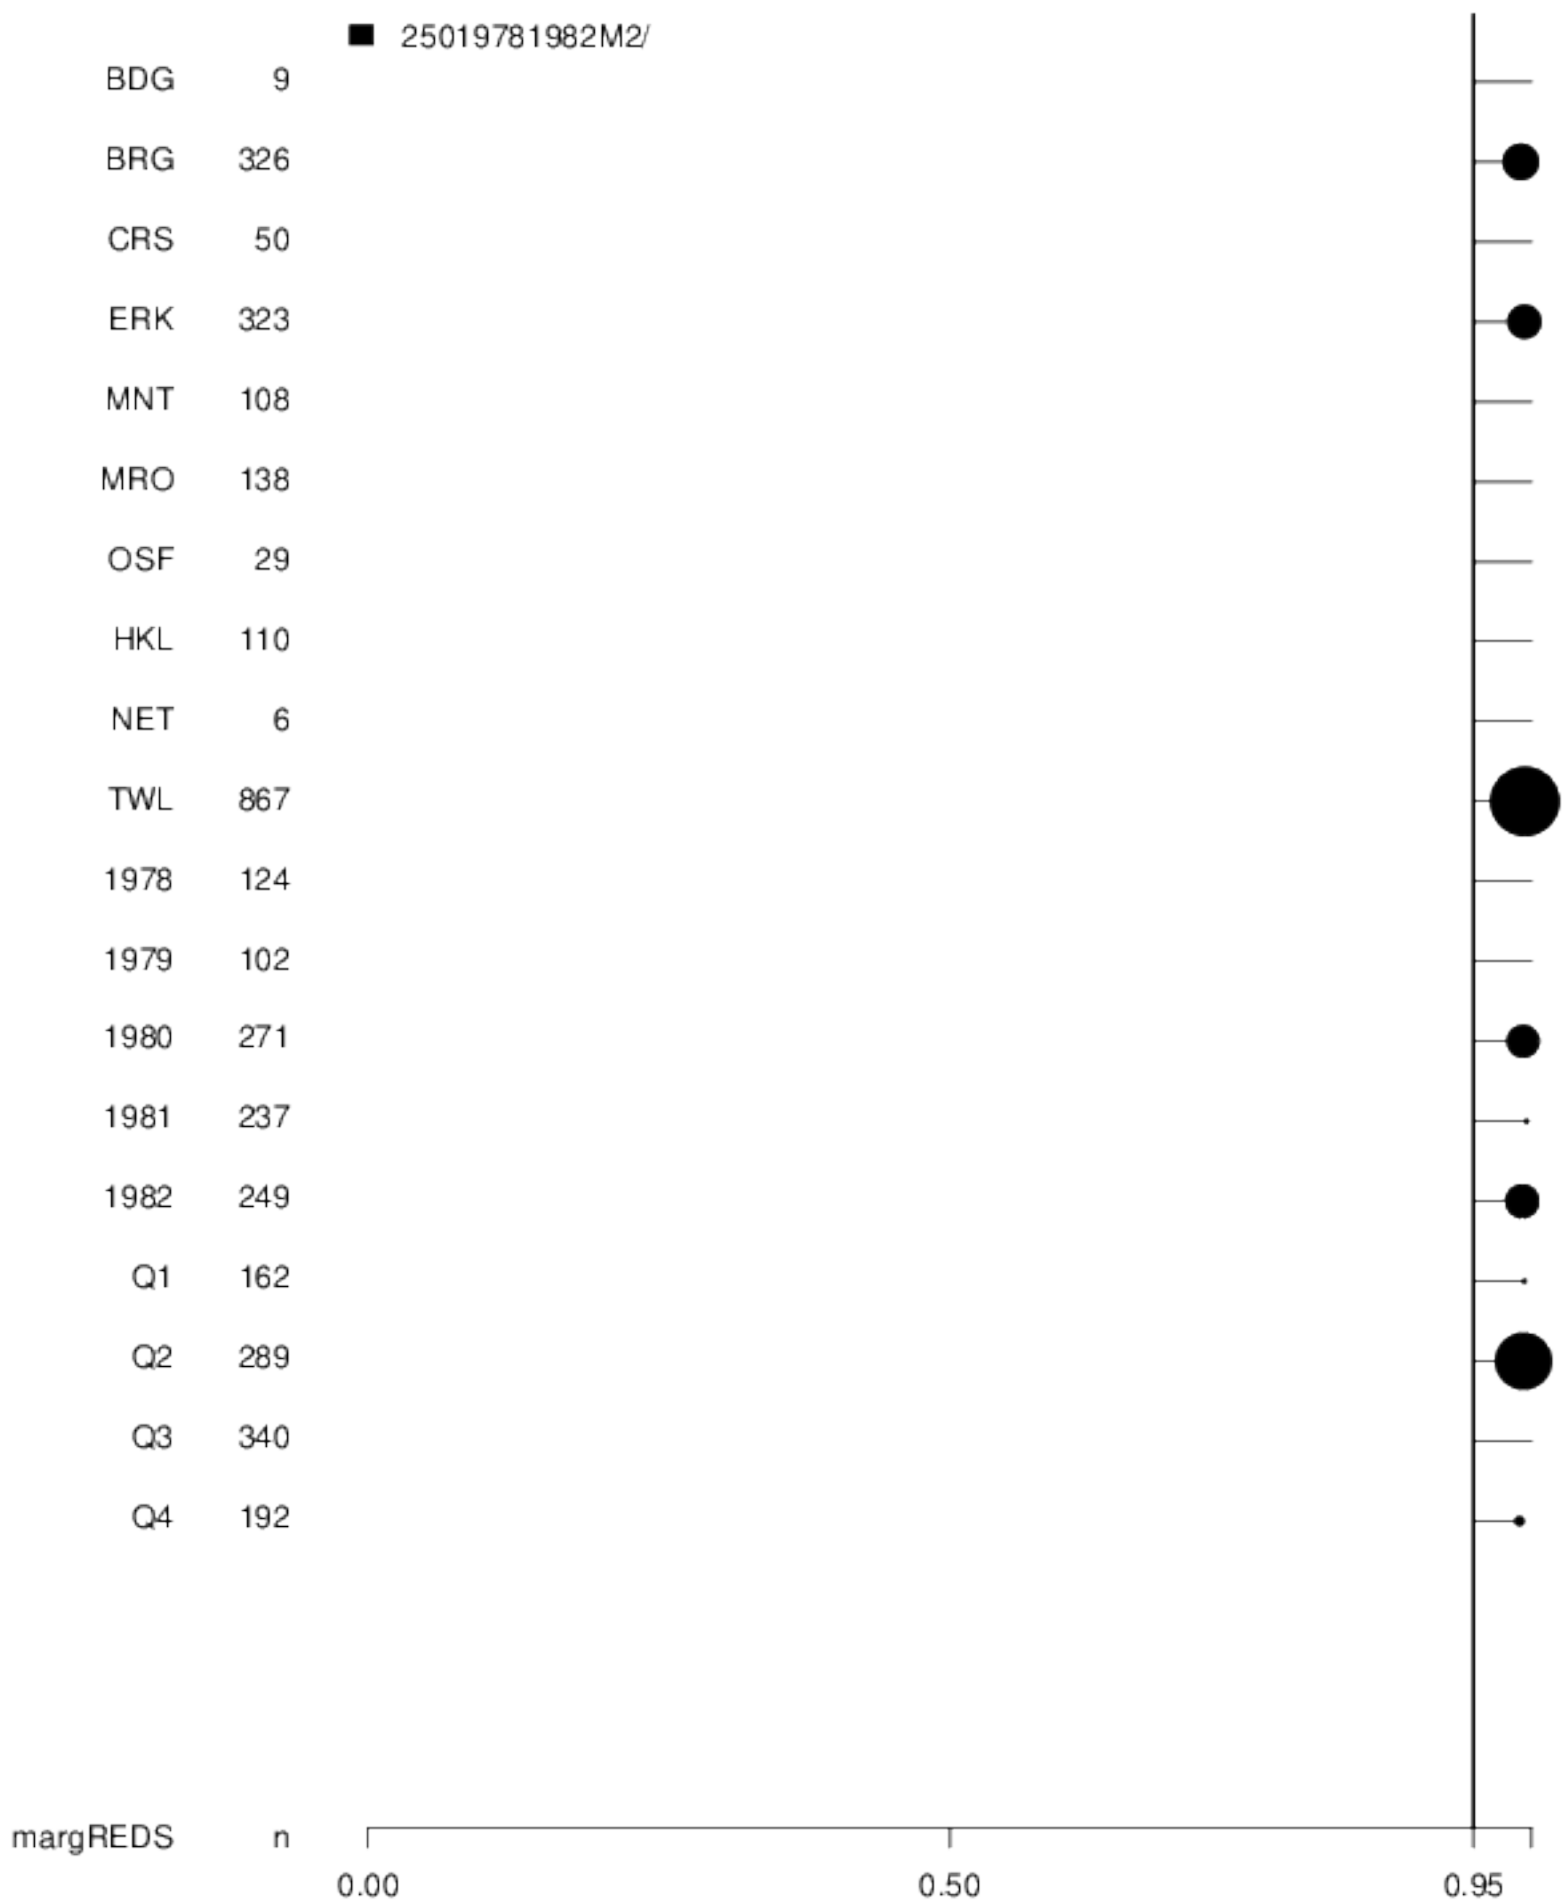 25019781982M2/
BDG 9
BRG 326
CRS 50
ERK 323
MNT 108
MRO 138
OSF 29
HKL 110
NET 6
TWL 867
1978 124
1979 102
1980 271
1981 237
1982 249
Q1 162
Q2 289
Q3 340
Q4 192
margREDS n
0.00 0.50 0.95